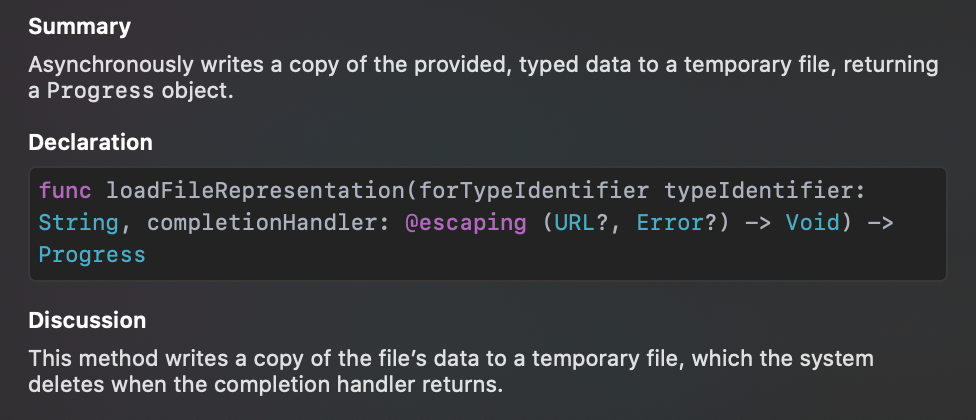 Summary
Asynchronously writes a copy of the provided, typed data to a temporary file, returning
a Progress object.
Declaration
func loadFileRepresentation(forTypeIdentifier typeIdentifier:
String, completionHandler: @escaping (URL?, Error?) -> Void) ->
Progress
Discussion
This method writes a copy of the file’s data to a temporary file, which the system
deletes when the completion handler returns.